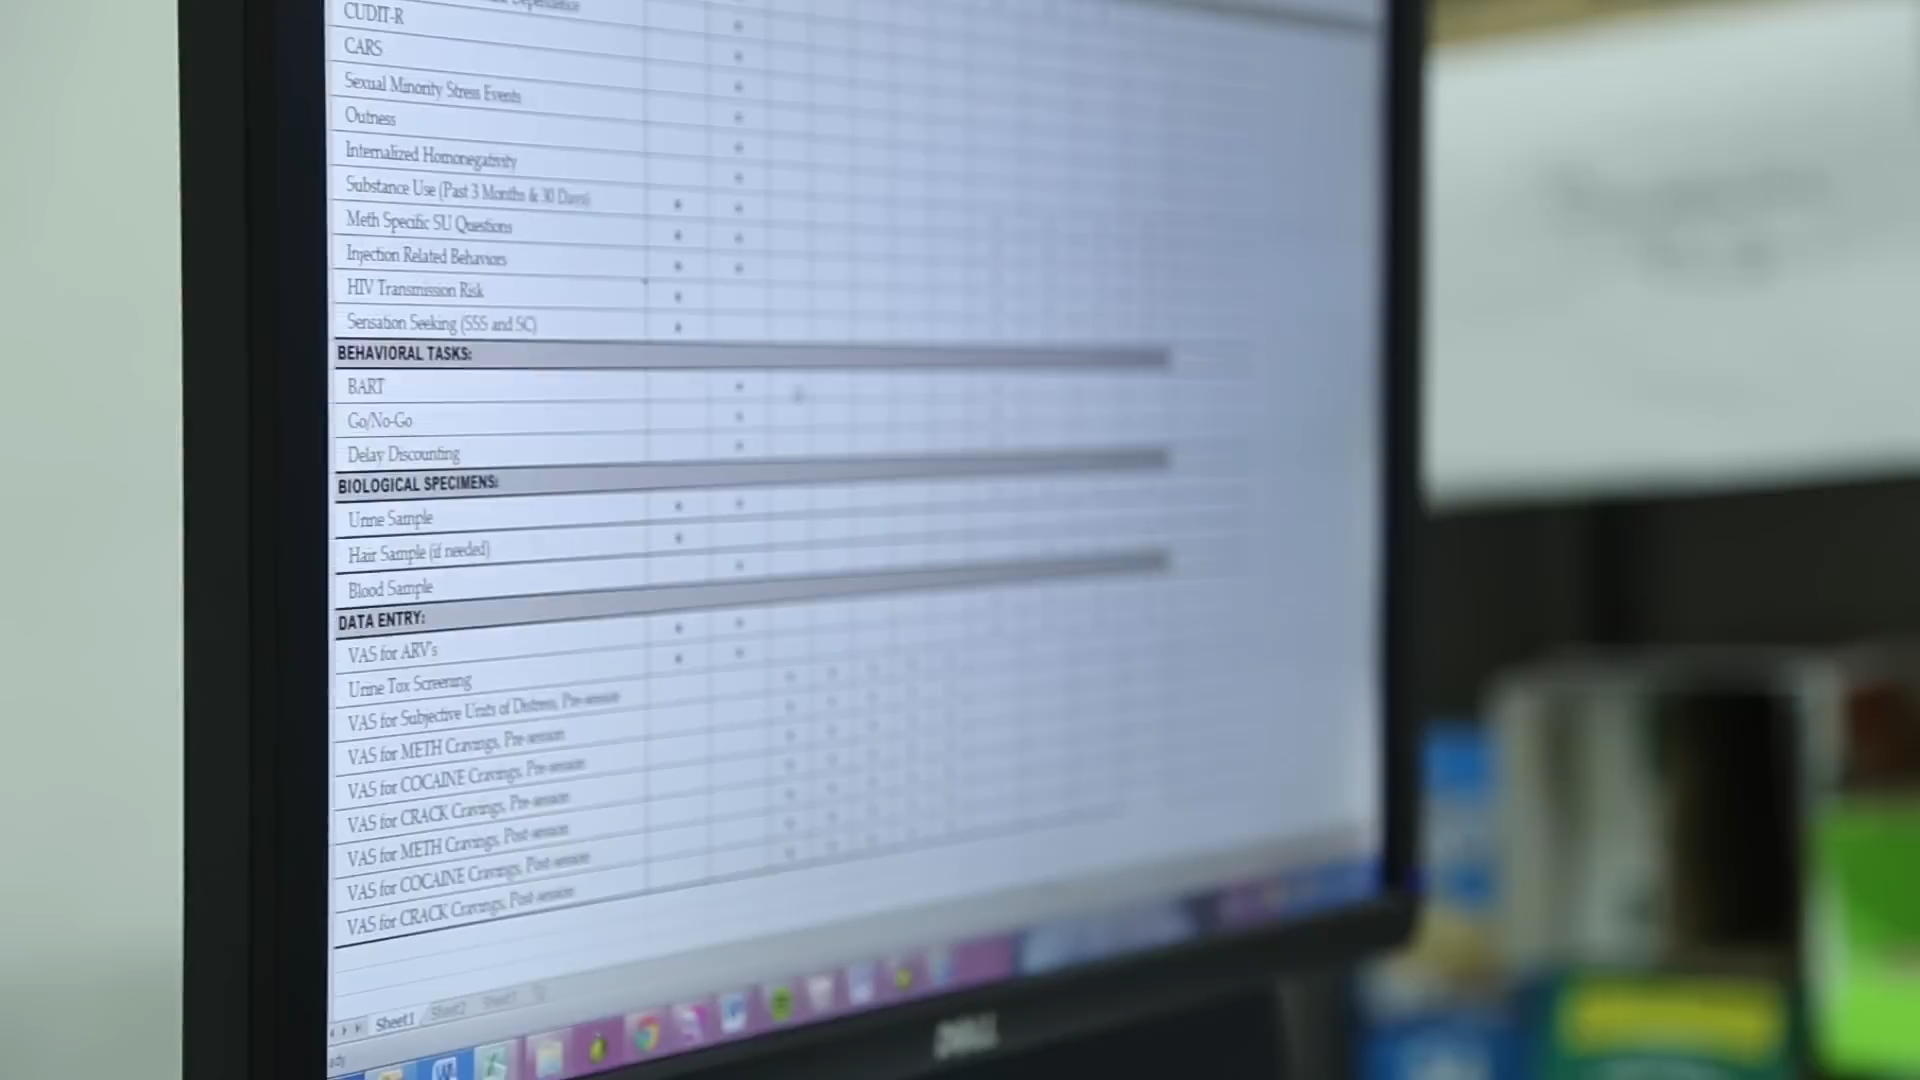 Dependence
CUDIT-R
CARS
Sexual Minority Stress Events
Outness
Internalized Homonegativity
Substance Use (Past 3 Months & 30 Days)
Meth Specific SU Questions
Injection Related Behaviors
HIV Transmission Risk
Sensation Seeking (SSS and SC)
BEHAVIORAL TASKS:
BART
Go/No-Go
Delay Discounting
BIOLOGICAL SPECIMENS:
Urine Sample
Hair Sample (if needed)
Blood Sample
DATA ENTRY:
VAS for ARV's
Urine Tox Screening
VAS for Subjective Units of Distress, Pre-session
VAS for METH Cravings, Pre-session
VAS for COCAINE Cravings, Pre-session
VAS for CRACK Cravings, Pre-session
VAS for METH Cravings, Post-session
VAS for COCAINE Cravings, Post-session
VAS for CRACK Cravings, Post-session
Sheet1 Sheet2 Sheet3
DELL